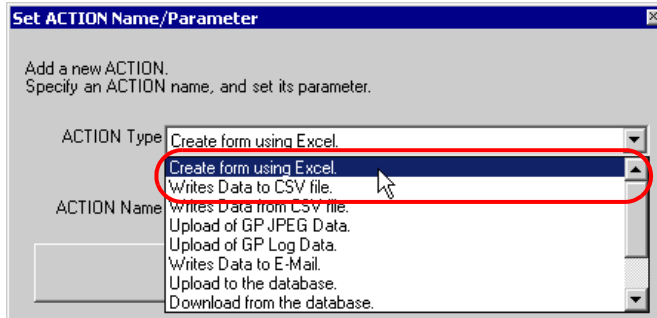 Set ACTION Name/Parameter
Add a new ACTION.
Specify an ACTION name, and set its parameter.
ACTION Type Create form using Excel.
Create form using Excel.
Writes Data to CSV file.
ACTION Name Writes Data from CSV file.
Upload of GP JPEG Data.
Upload of GP Log Data.
Writes Data to E-Mail.
Upload to the database.
Download from the database.